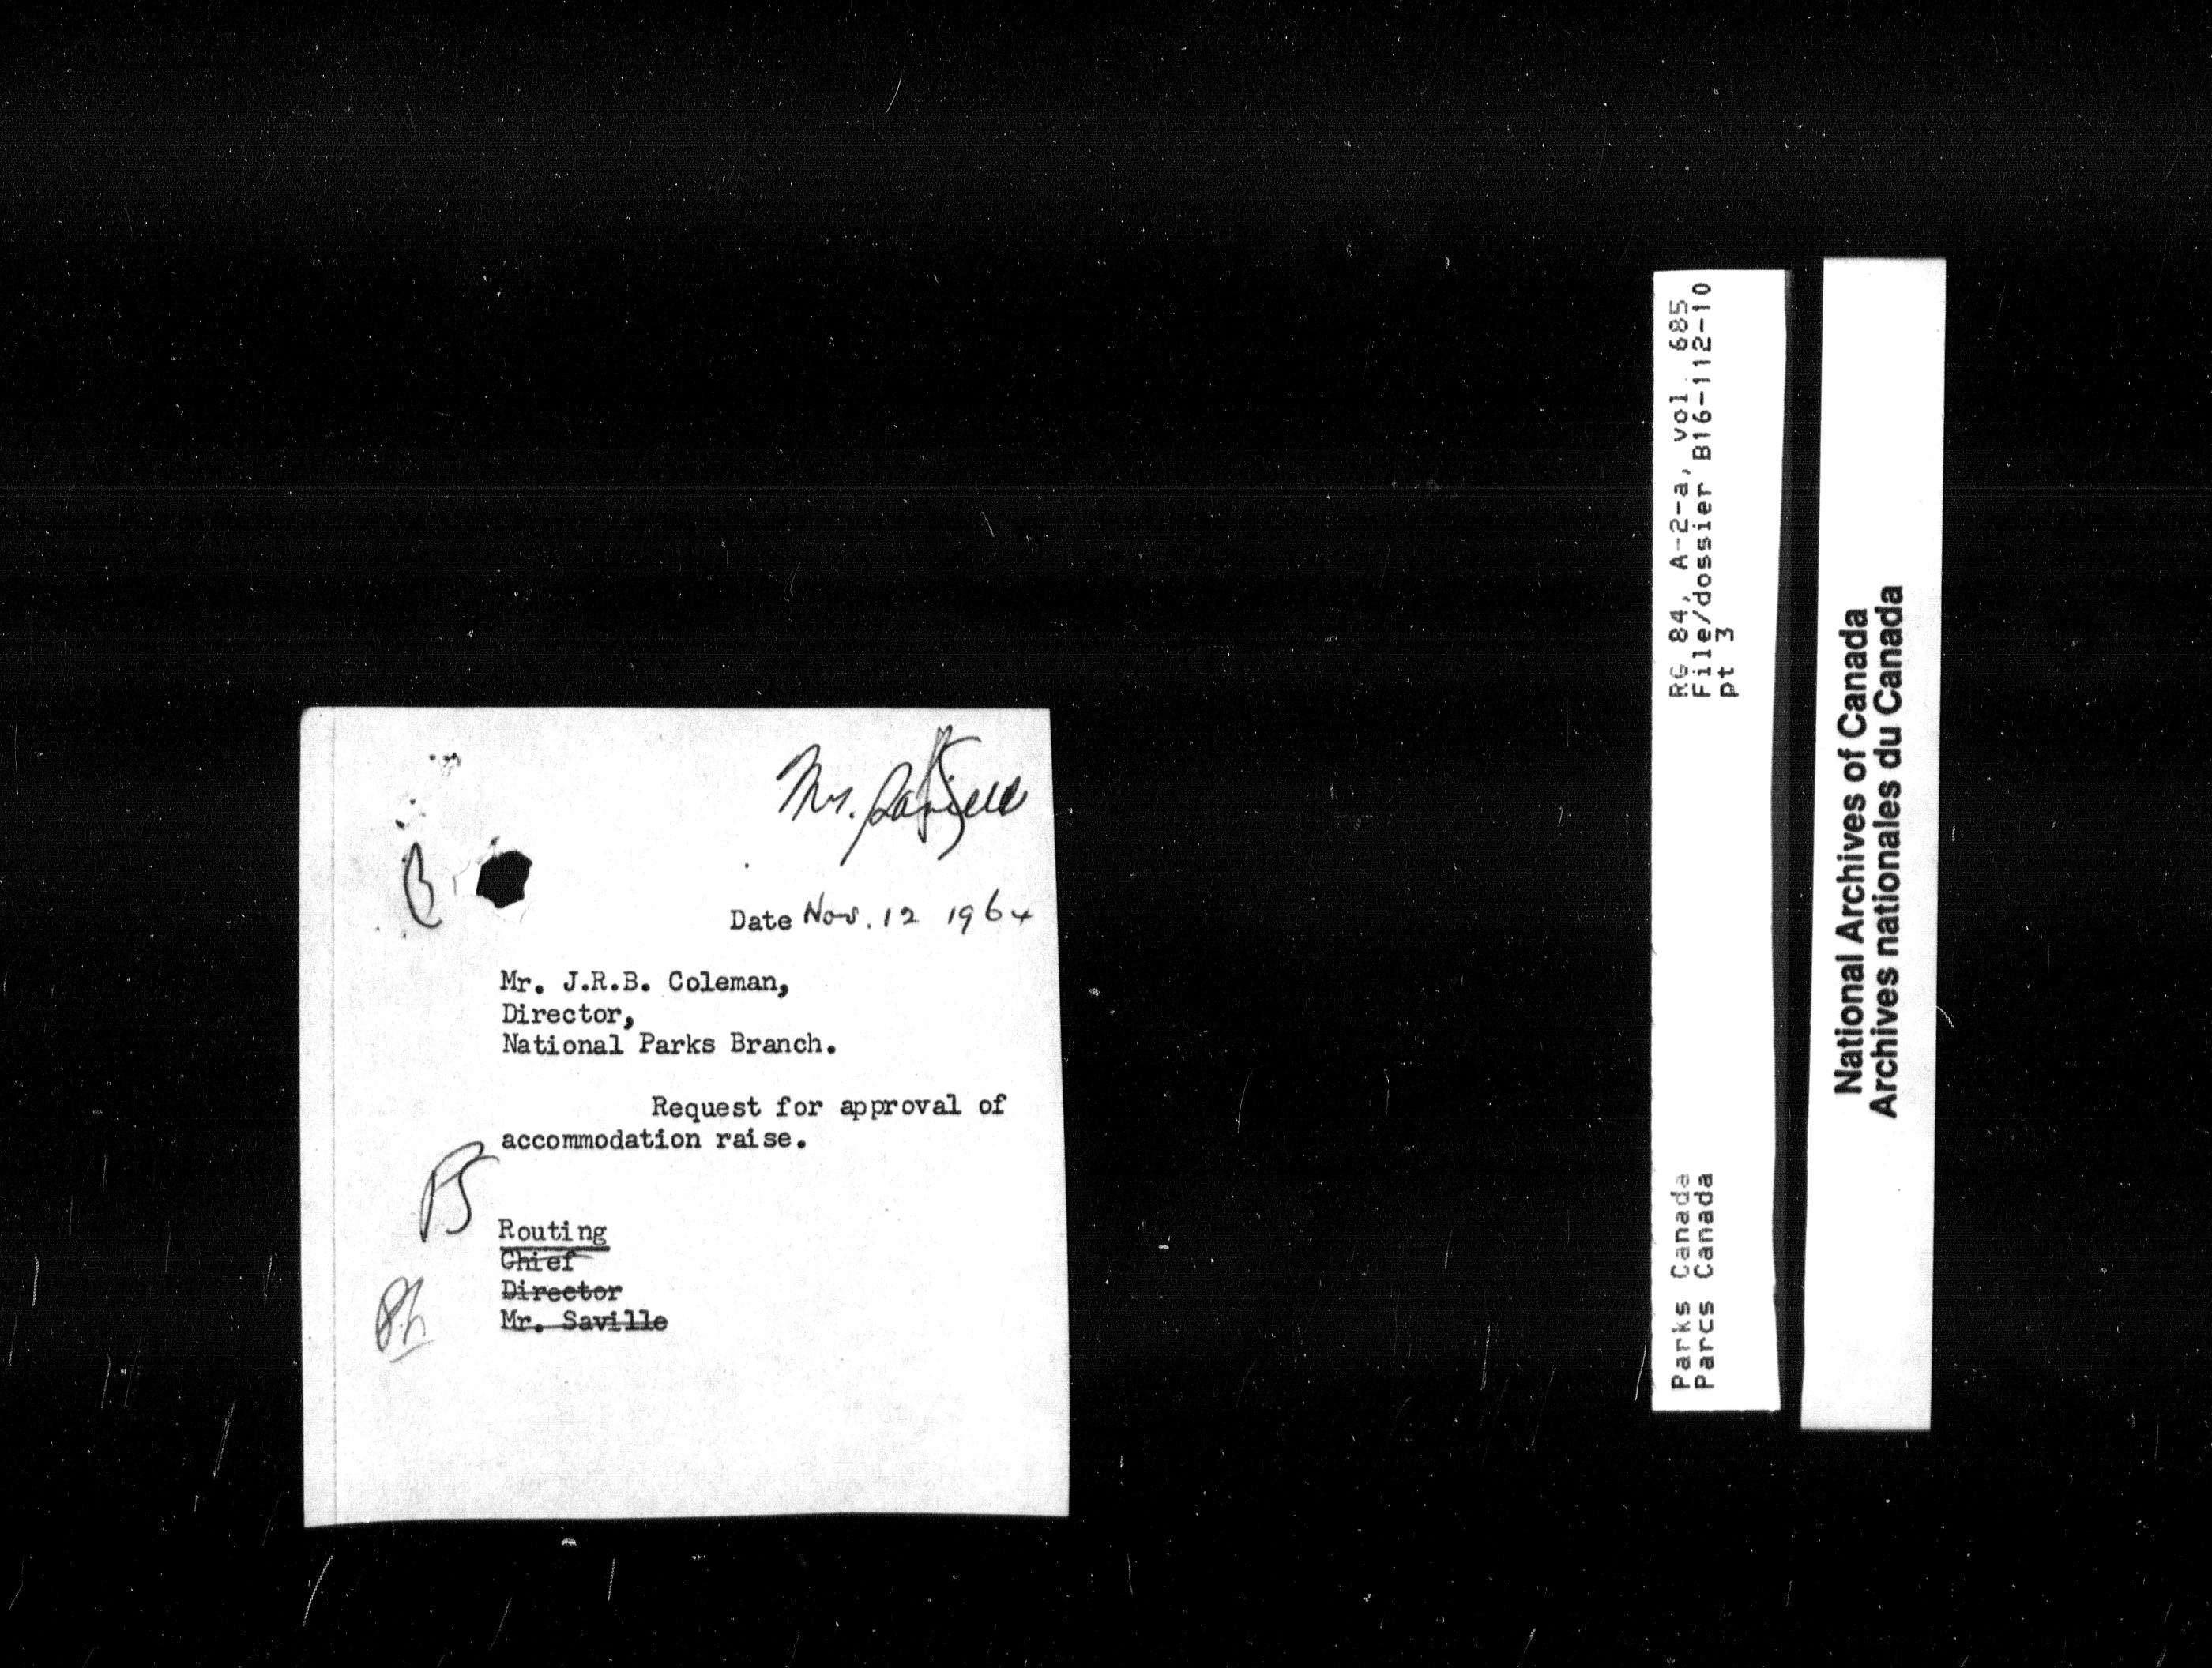 Mr.
Date Nov. 12 1964
Mr. J.R.B. Coleman,
Director,
National Parks Branch.
Request for approval of
accommodation raise.
PS
Routing
Chief
Director
Mr. Saville
RG 84, A-2-a, vol. 685
File/dossier B16-112-10
pt 3
Parks Canada
Parcs Canada
National Archives of Canada
Archives nationales du Canada